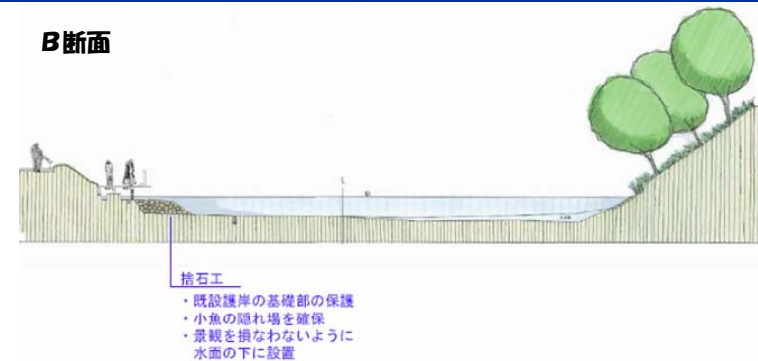 B断面
捨石工
・既設護岸の基礎部の保護
・小魚の隠れ場を確保
・景観を損なわないように
水面の下に設置